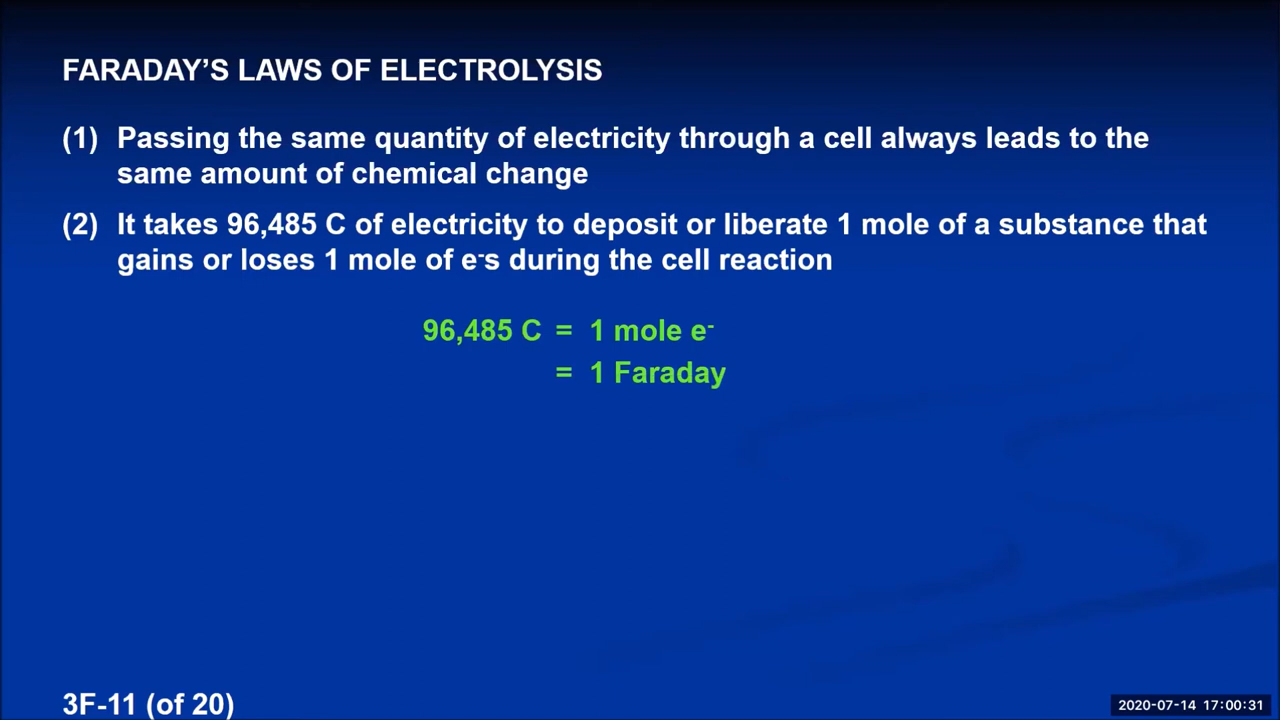 FARADAY’S LAWS OF ELECTROLYSIS
(1) Passing the same quantity of electricity through a cell always leads to the
same amount of chemical change
(2) It takes 96,485 C of electricity to deposit or liberate 1 mole of a substance that
gains or loses 1 mole of e⁻s during the cell reaction
96,485 C = 1 mole e⁻
= 1 Faraday
3F-11 (of 20)
2020-07-14 17:00:31